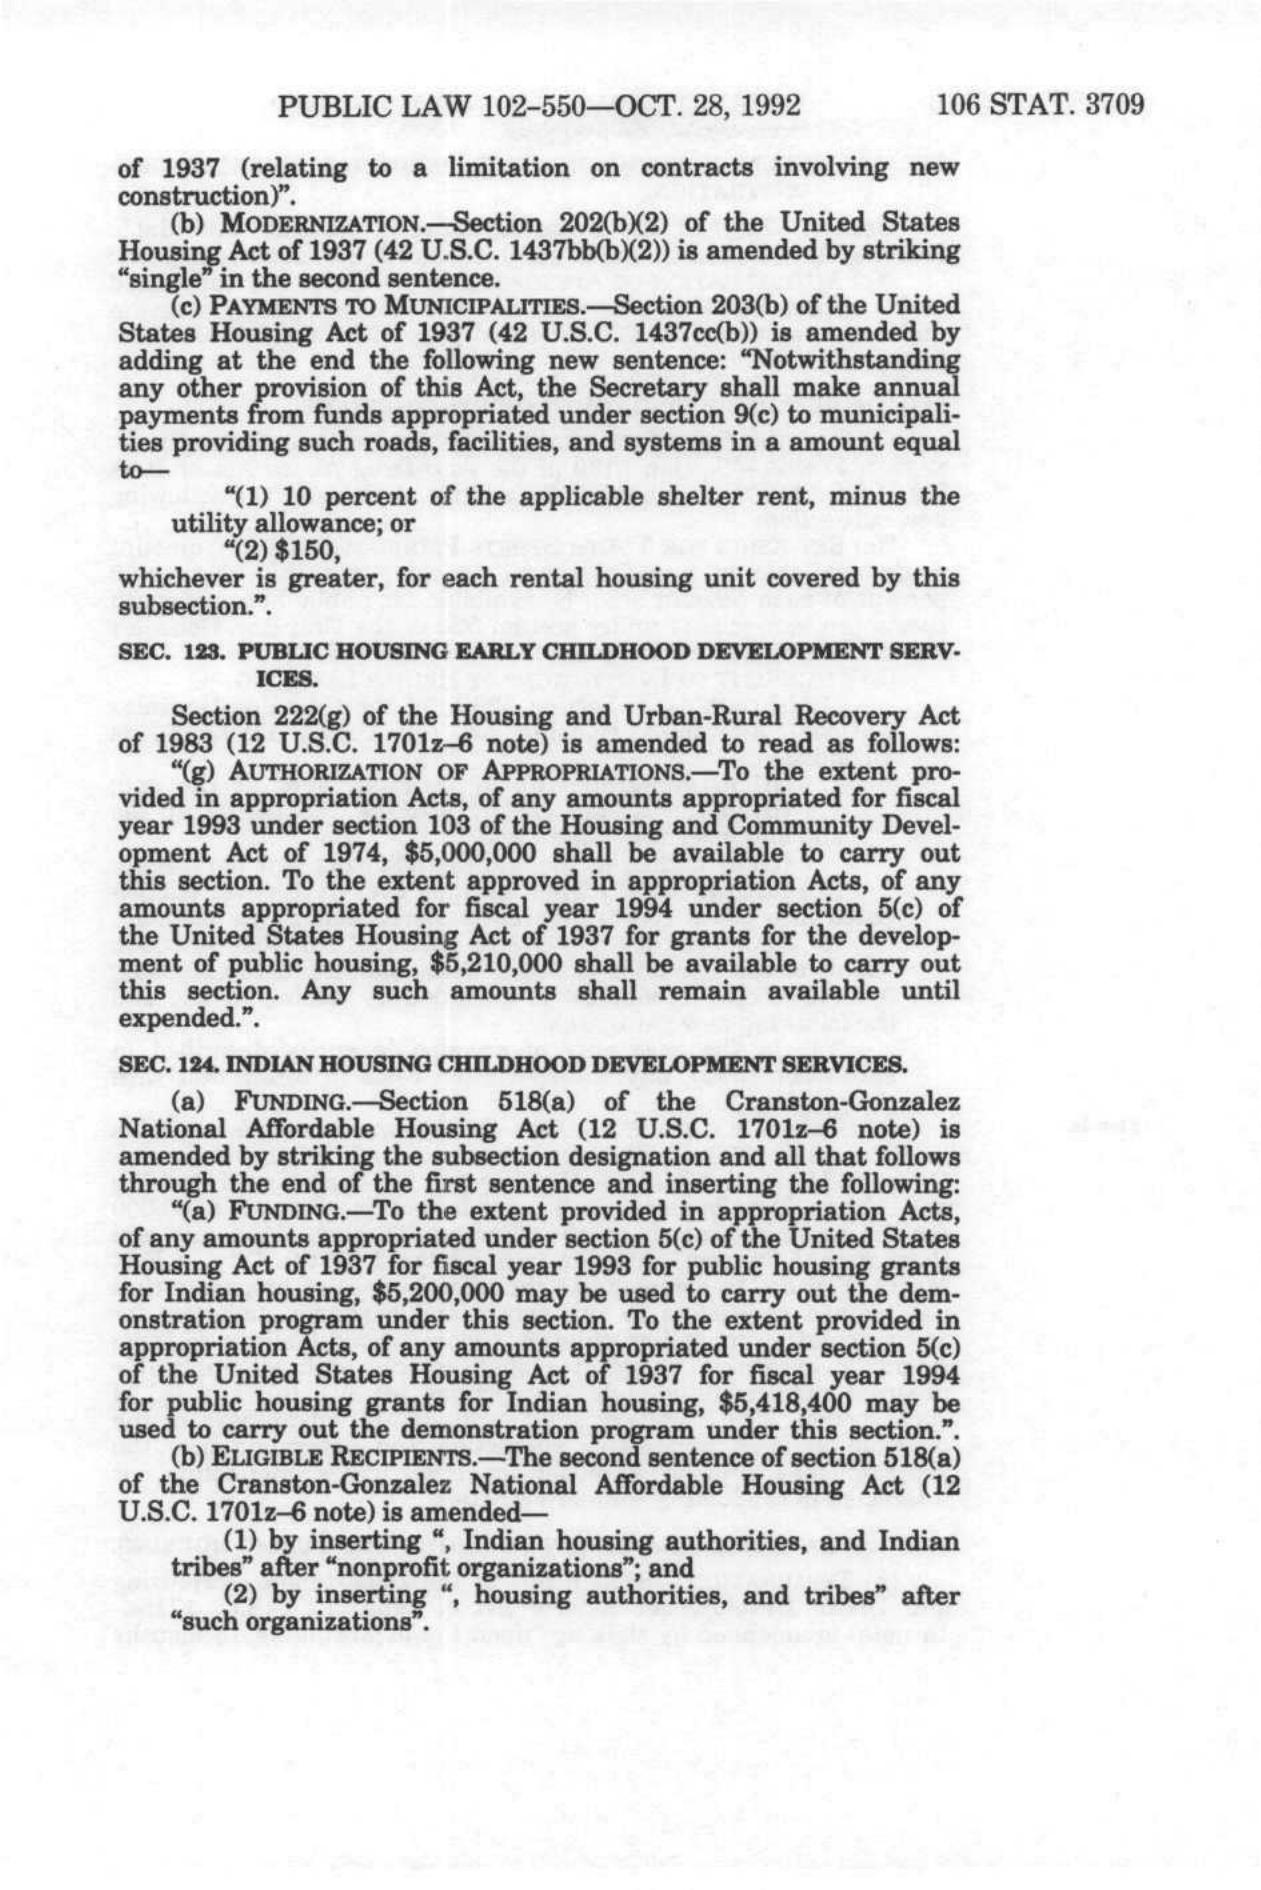 PUBLIC LAW 102–550—OCT. 28, 1992 106 STAT. 3709
of 1937 (relating to a limitation on contracts involving new
construction)”.
(b) MODERNIZATION.—Section 202(b)(2) of the United States
Housing Act of 1937 (42 U.S.C. 1437bb(b)(2)) is amended by striking
“single” in the second sentence.
(c) PAYMENTS TO MUNICIPALITIES.—Section 203(b) of the United
States Housing Act of 1937 (42 U.S.C. 1437cc(b)) is amended by
adding at the end the following new sentence: “Notwithstanding
any other provision of this Act, the Secretary shall make annual
payments from funds appropriated under section 9(c) to municipali-
ties providing such roads, facilities, and systems in a amount equal
to—
“(1) 10 percent of the applicable shelter rent, minus the
utility allowance; or
“(2) $150,
whichever is greater, for each rental housing unit covered by this
subsection.”.
SEC. 123. PUBLIC HOUSING EARLY CHILDHOOD DEVELOPMENT SERV-
ICES.
Section 222(g) of the Housing and Urban-Rural Recovery Act
of 1983 (12 U.S.C. 1701z–6 note) is amended to read as follows:
“(g) AUTHORIZATION OF APPROPRIATIONS.—To the extent pro-
vided in appropriation Acts, of any amounts appropriated for fiscal
year 1993 under section 103 of the Housing and Community Devel-
opment Act of 1974, $5,000,000 shall be available to carry out
this section. To the extent approved in appropriation Acts, of any
amounts appropriated for fiscal year 1994 under section 5(c) of
the United States Housing Act of 1937 for grants for the develop-
ment of public housing, $5,210,000 shall be available to carry out
this section. Any such amounts shall remain available until
expended.”.
SEC. 124. INDIAN HOUSING CHILDHOOD DEVELOPMENT SERVICES.
(a) FUNDING.—Section 518(a) of the Cranston-Gonzalez
National Affordable Housing Act (12 U.S.C. 1701z–6 note) is
amended by striking the subsection designation and all that follows
through the end of the first sentence and inserting the following:
“(a) FUNDING.—To the extent provided in appropriation Acts,
of any amounts appropriated under section 5(c) of the United States
Housing Act of 1937 for fiscal year 1993 for public housing grants
for Indian housing, $5,200,000 may be used to carry out the dem-
onstration program under this section. To the extent provided in
appropriation Acts, of any amounts appropriated under section 5(c)
of the United States Housing Act of 1937 for fiscal year 1994
for public housing grants for Indian housing, $5,418,400 may be
used to carry out the demonstration program under this section.”.
(b) ELIGIBLE RECIPIENTS.—The second sentence of section 518(a)
of the Cranston-Gonzalez National Affordable Housing Act (12
U.S.C. 1701z–6 note) is amended—
(1) by inserting “, Indian housing authorities, and Indian
tribes” after “nonprofit organizations”; and
(2) by inserting “, housing authorities, and tribes” after
“such organizations”.